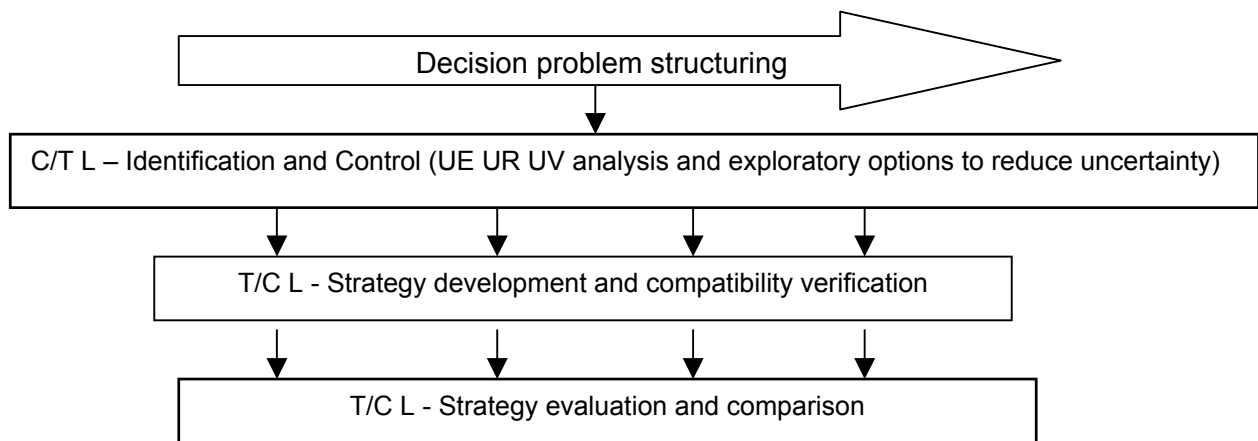 Decision problem structuring
C/T L – Identification and Control (UE UR UV analysis and exploratory options to reduce uncertainty)
T/C L - Strategy development and compatibility verification
T/C L - Strategy evaluation and comparison